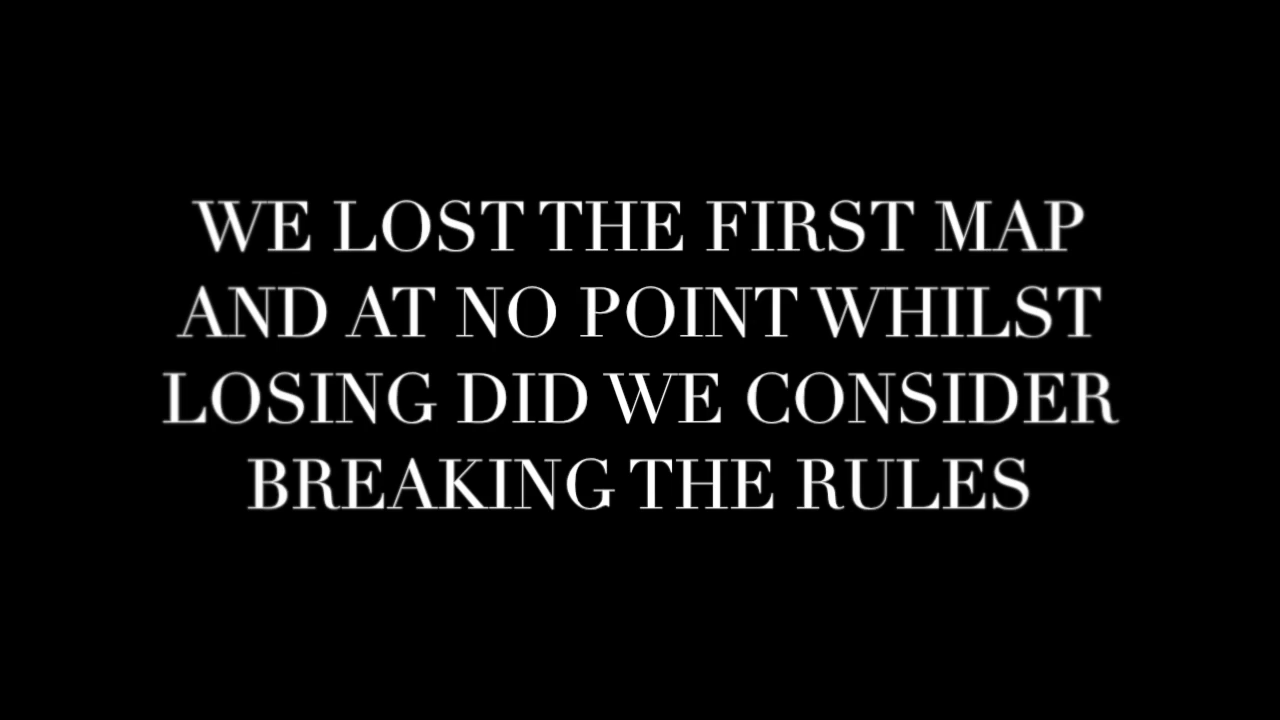 WE LOST THE FIRST MAP
AND AT NO POINT WHILST
LOSING DID WE CONSIDER
BREAKING THE RULES